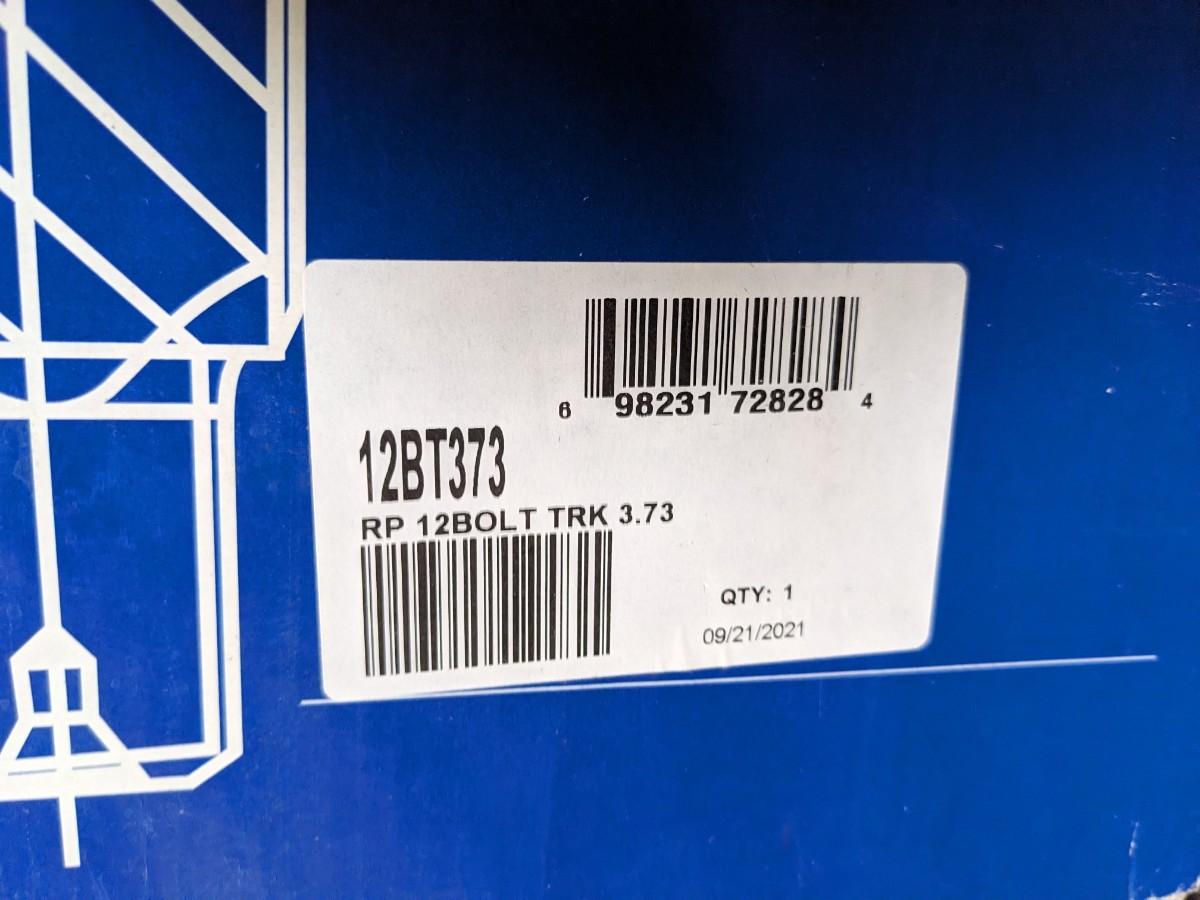 6 98231 72828 4
12BT373
RP 12BOLT TRK 3.73
QTY: 1
09/21/2021